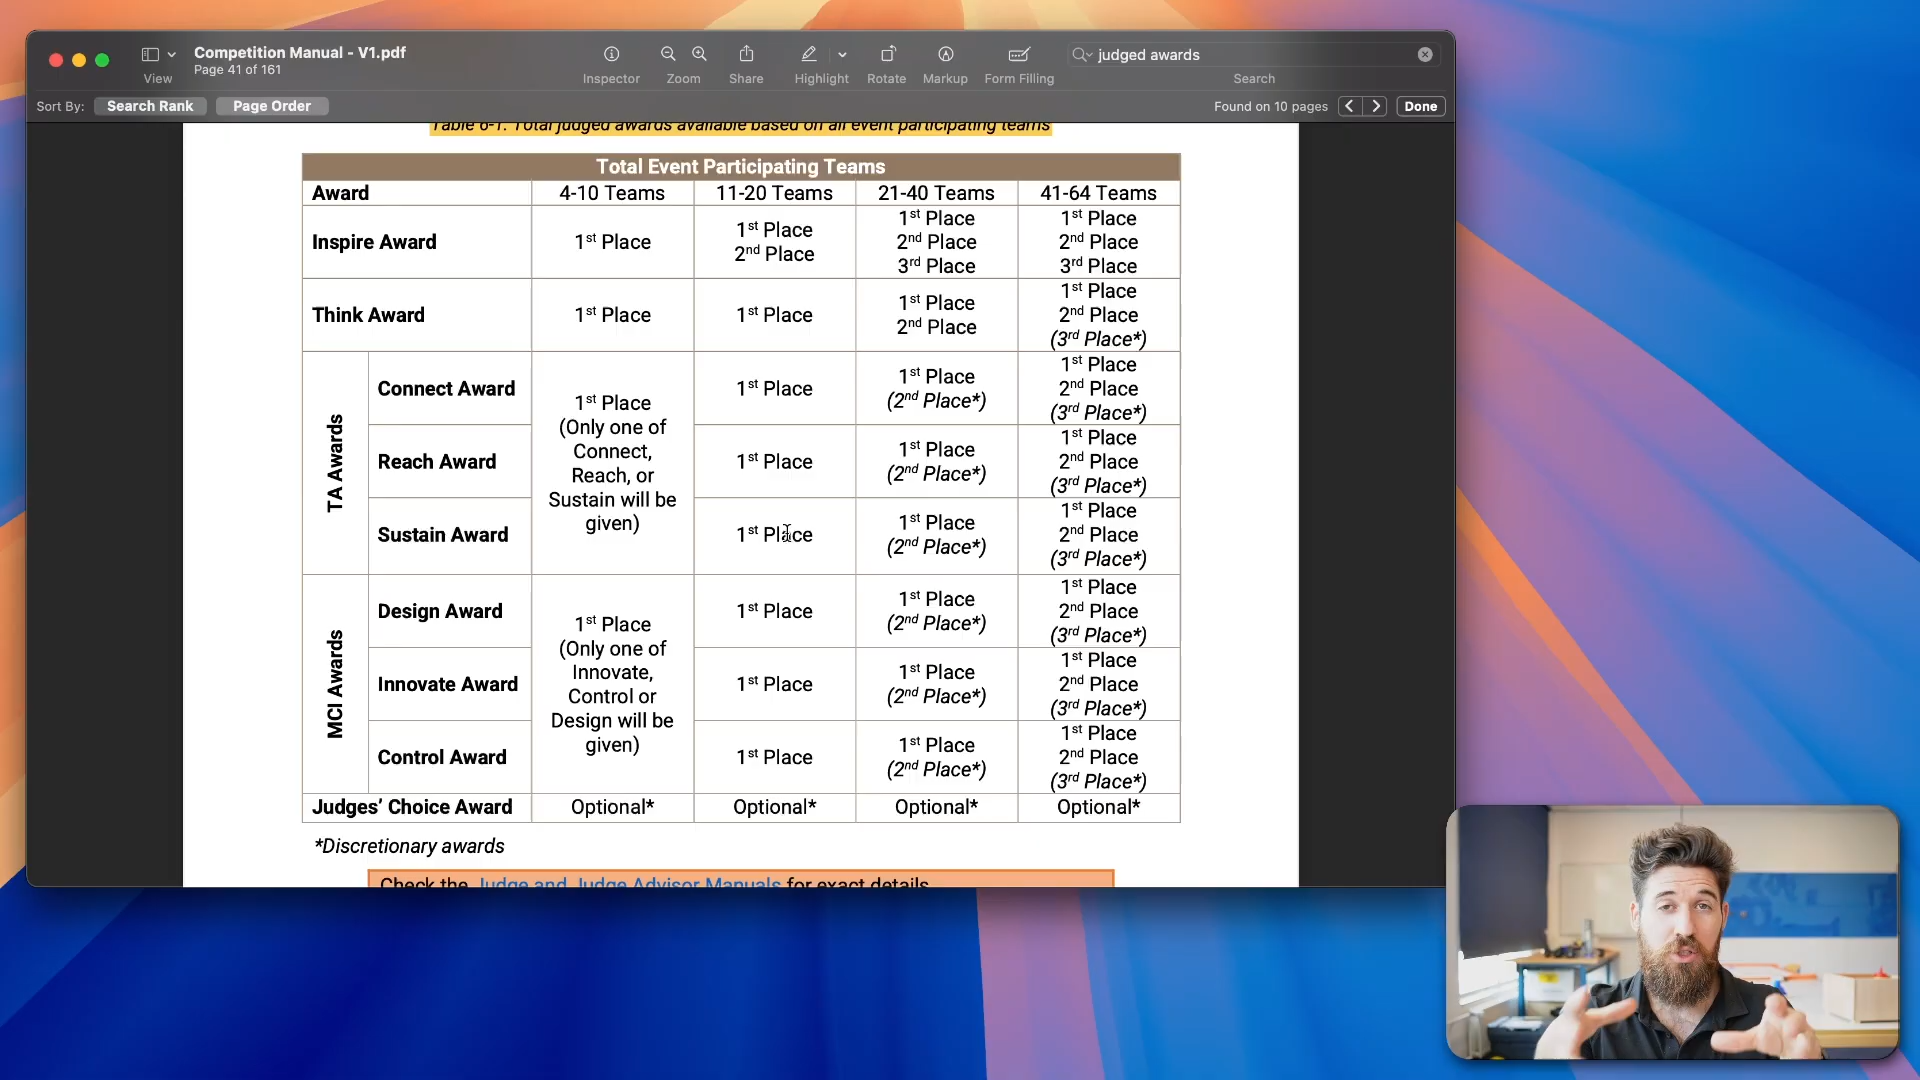 Competition Manual - V1.pdf
Page 41 of 161
View
Inspector
Zoom
Share
Highlight
Rotate
Markup
Form Filling
judged awards
Search
Sort By: Search Rank Page Order
Found on 10 pages Done
Table 6-1: Total judged awards available based on all event participating teams
Total Event Participating Teams
Award 4-10 Teams 11-20 Teams 21-40 Teams 41-64 Teams
Inspire Award
1st Place
1st Place
2nd Place
1st Place
2nd Place
3rd Place
1st Place
2nd Place
3rd Place
Think Award
1st Place
1st Place
1st Place
2nd Place
1st Place
2nd Place
(3rd Place*)
TA Awards
Connect Award
1st Place
(Only one of
Connect,
Reach, or
Sustain will be
given)
1st Place
1st Place
(2nd Place*)
1st Place
2nd Place
(3rd Place*)
Reach Award
1st Place
1st Place
(2nd Place*)
1st Place
2nd Place
(3rd Place*)
Sustain Award
1st Place
1st Place
(2nd Place*)
1st Place
2nd Place
(3rd Place*)
MCI Awards
Design Award
1st Place
(Only one of
Innovate,
Control or
Design will be
given)
1st Place
1st Place
(2nd Place*)
1st Place
2nd Place
(3rd Place*)
Innovate Award
1st Place
1st Place
(2nd Place*)
1st Place
2nd Place
(3rd Place*)
Control Award
1st Place
1st Place
(2nd Place*)
1st Place
2nd Place
(3rd Place*)
Judges’ Choice Award Optional* Optional* Optional* Optional*
*Discretionary awards
Check the Judge and Judge Advisor Manuals for exact details